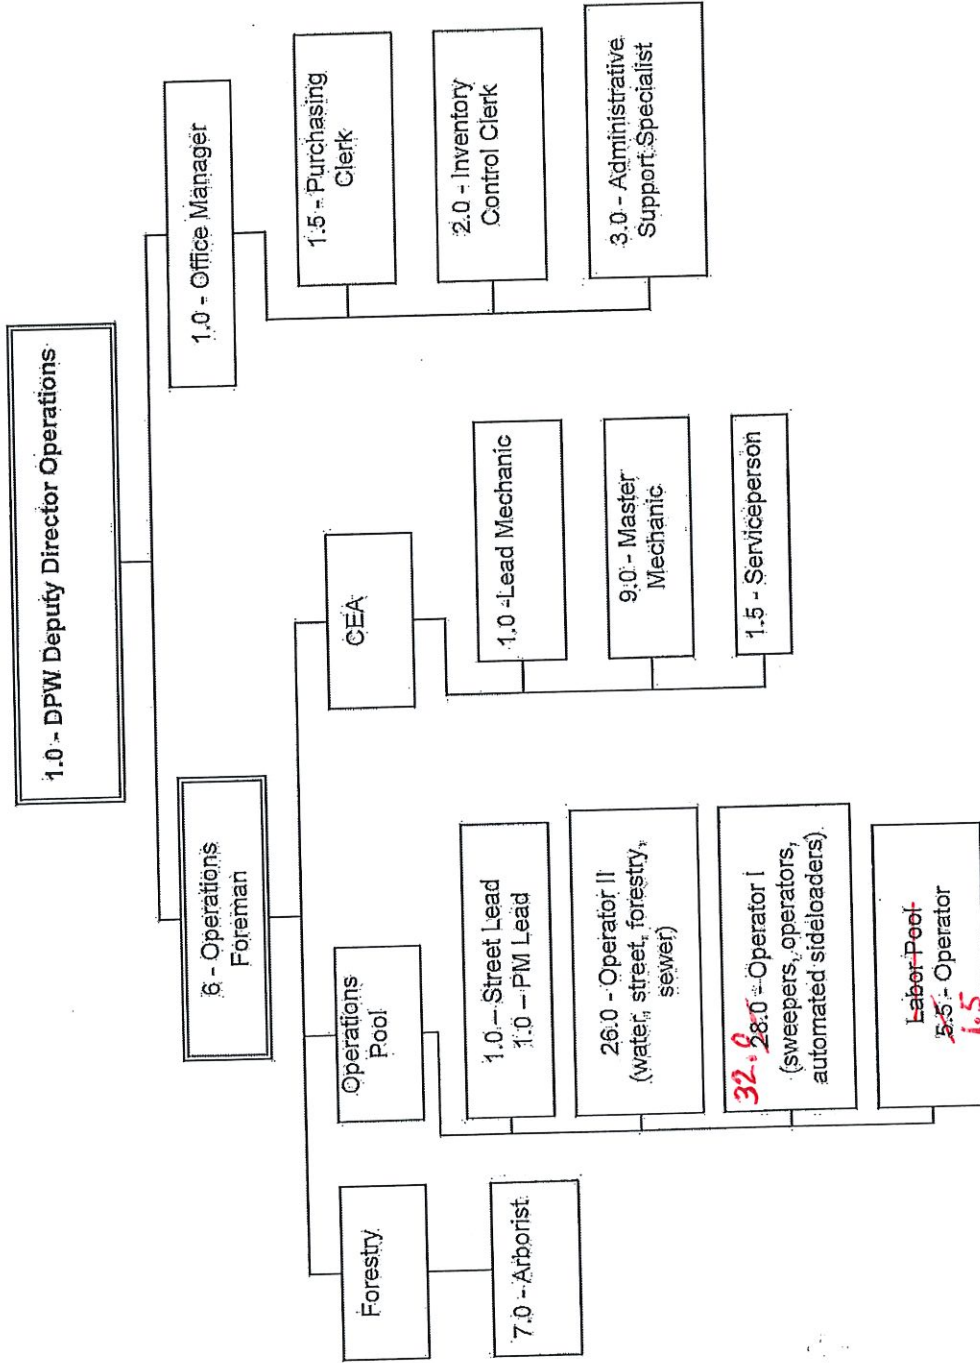 1.0 - DPW Deputy Director Operations
6 - Operations
Foreman
1.0 - Office Manager
Forestry
Operations
Pool
CEA
7.0 - Arborist
1.0 - Street Lead
1.0 - PM Lead
26.0 - Operator II
(water, street, forestry,
sewer)
32.0
28.0 - Operator I
(sweepers, operators,
automated sideloaders)
Labor Pool
5.5 - Operator
1.5
1.0 - Lead Mechanic
9.0 - Master
Mechanic
1.5 - Serviceperson
1.5 - Purchasing
Clerk
2.0 - Inventory
Control Clerk
3.0 - Administrative
Support Specialist